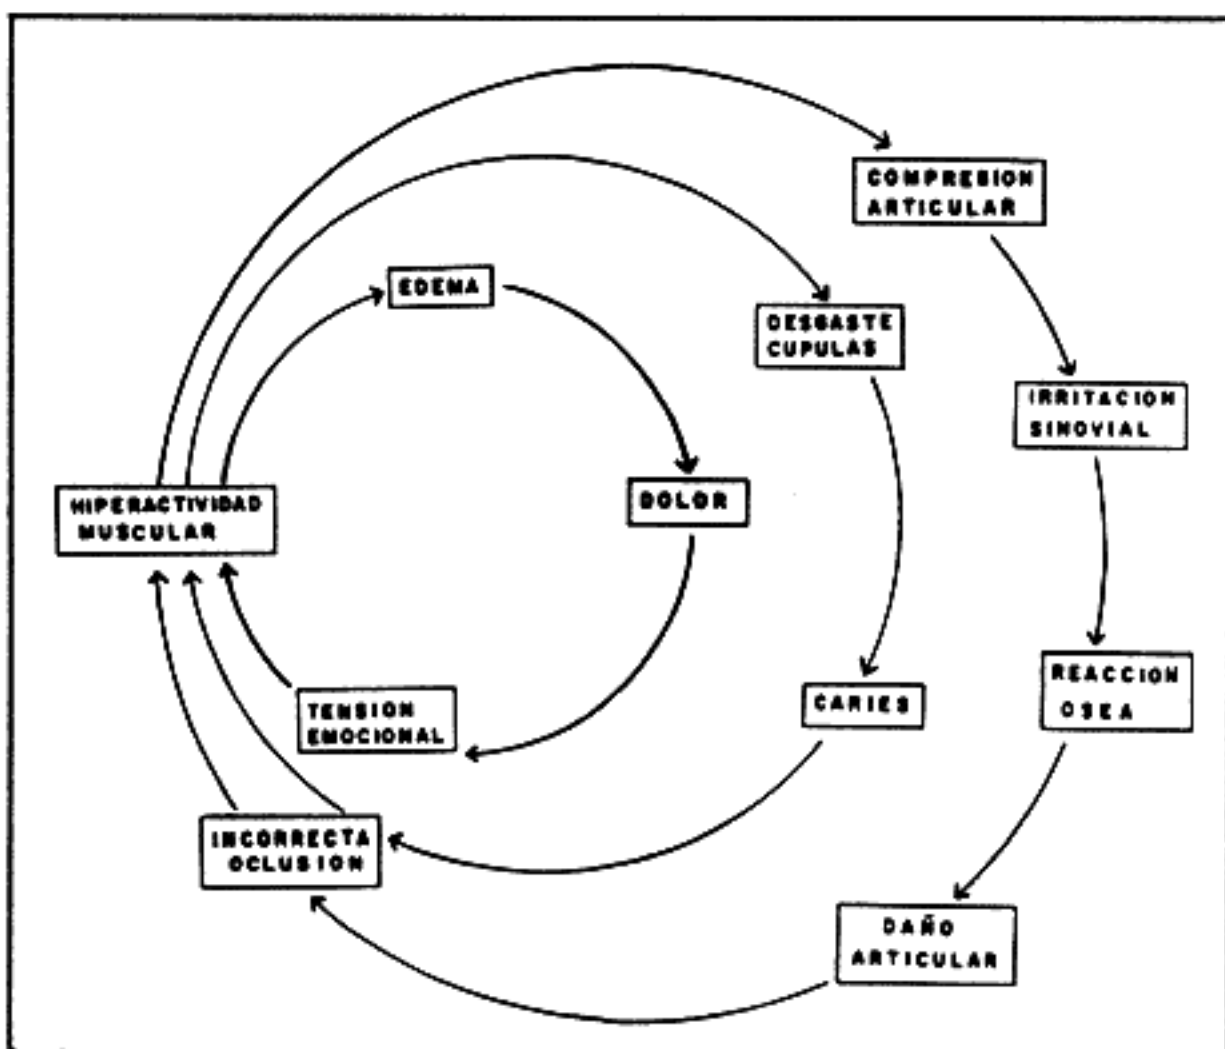 COMPRESION
ARTICULAR
EDEMA
DESGASTE
CUPULAS
IRRITACION
SINOVIAL
HIPERACTIVIDAD
MUSCULAR
DOLOR
TENSION
EMOCIONAL
CARIES
REACCION
OSEA
INCORRECTA
OCLUSION
DAÑO
ARTICULAR